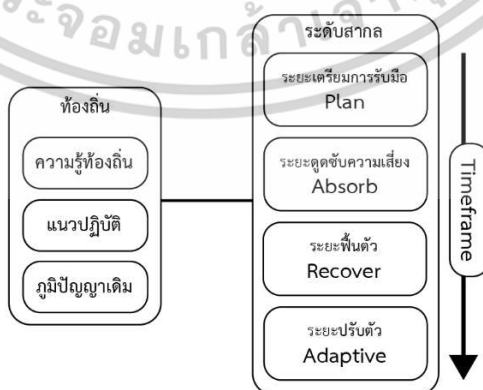 ท้องถิ่น
ความรู้ท้องถิ่น
แนวปฏิบัติ
ภูมิปัญญาเดิม
ระดับสากล
ระยะเตรียมการรับมือ
Plan
ระยะดูดซับความเสี่ยง
Absorb
ระยะฟื้นตัว
Recover
ระยะปรับตัว
Adaptive
Timeframe